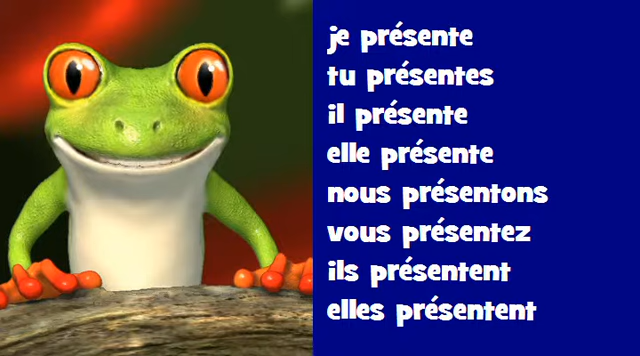 je présente
tu présentes
il présente
elle présente
nous présentons
vous présentez
ils présentent
elles présentent